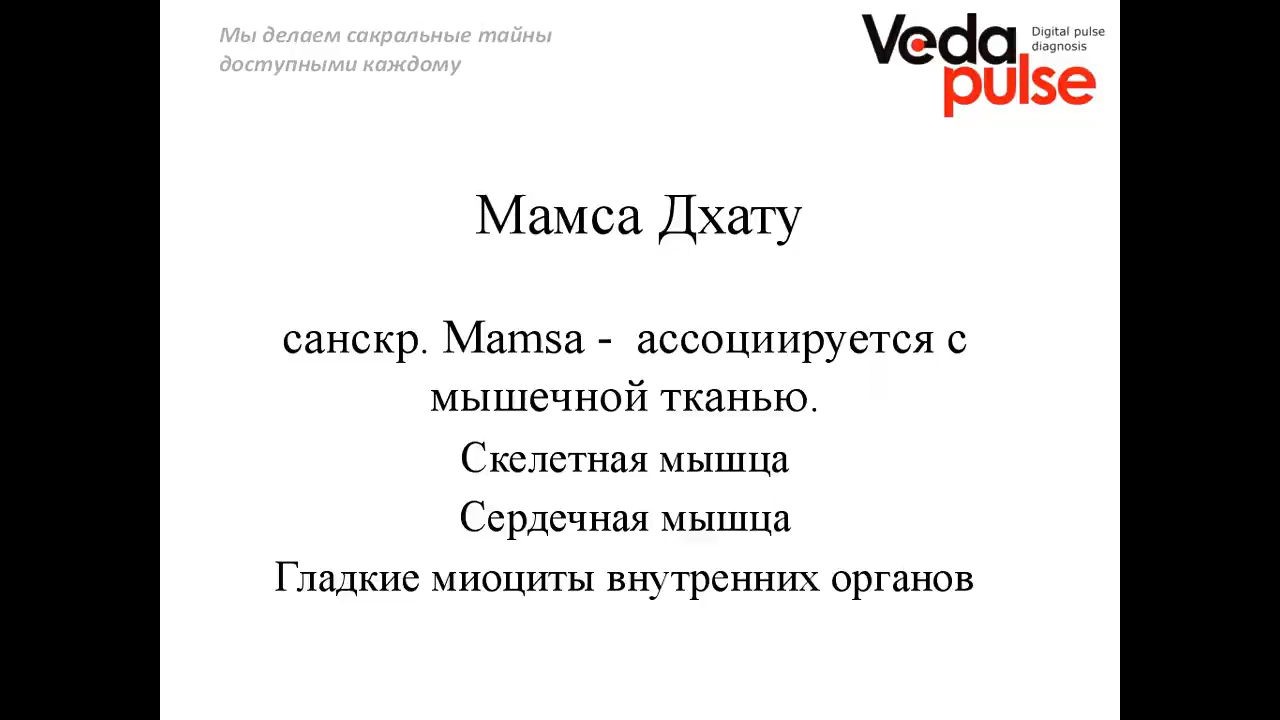 Мы делаем сакральные тайны
доступными каждому
Veda
pulse
Digital pulse
diagnosis
Мамса Дхату
санскр. Mamsa - ассоциируется с
мышечной тканью.
Скелетная мышца
Сердечная мышца
Гладкие миоциты внутренних органов